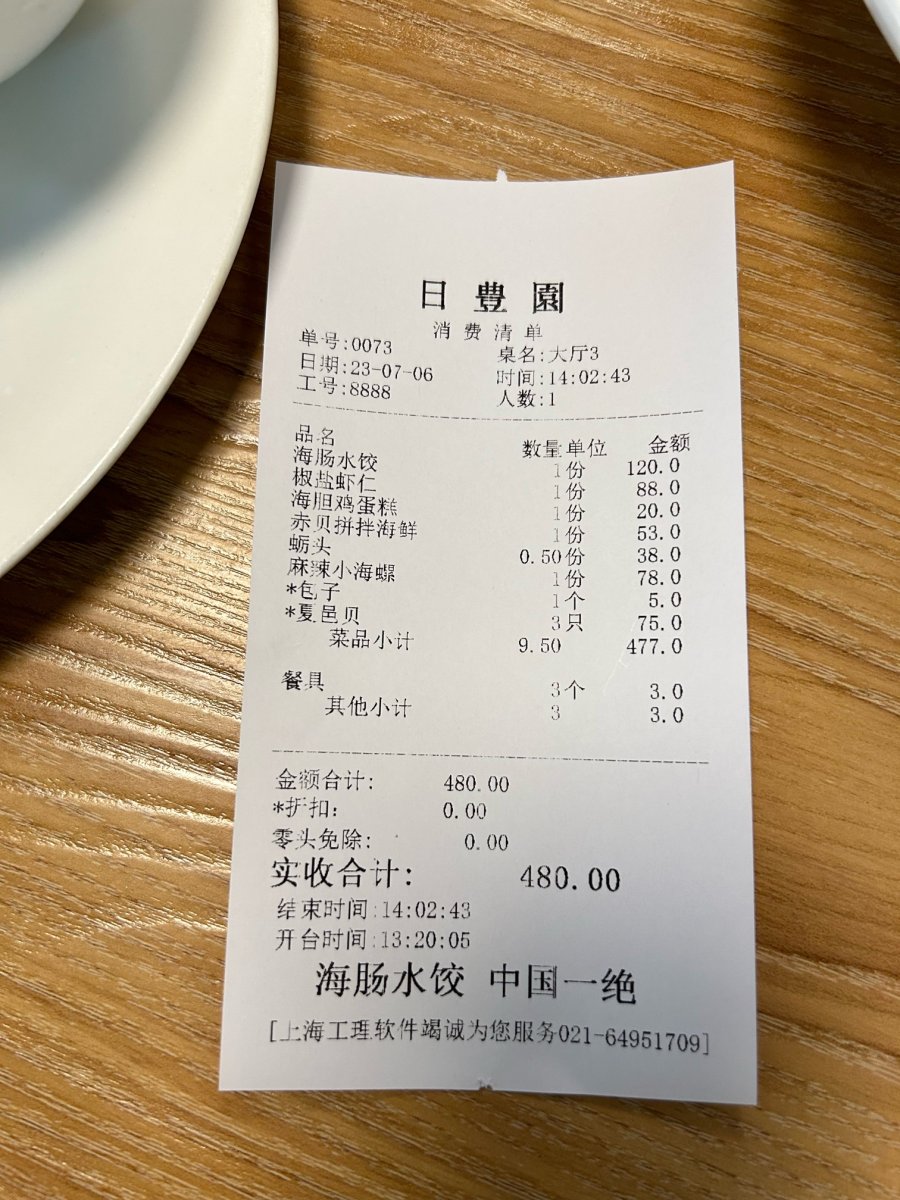 日豊園
消费清单
单号:0073 桌名:大厅3
日期:23-07-06 时间:14:02:43
工号:8888 人数:1
品名 数量 单位 金额
海肠水饺 1 份 120.0
椒盐虾仁 1 份 88.0
海胆鸡蛋糕 1 份 20.0
赤贝拼拌海鲜 1 份 53.0
蛎头 0.50 份 38.0
麻辣小海螺 1 份 78.0
*包子 1 个 5.0
*夏邑贝 3 只 75.0
菜品小计 9.50 477.0
餐具 3 个 3.0
其他小计 3 3.0
金额合计: 480.00
*折扣: 0.00
零头免除: 0.00
实收合计: 480.00
结束时间:14:02:43
开台时间:13:20:05
海肠水饺 中国一绝
[上海工理软件竭诚为您服务021-64951709]